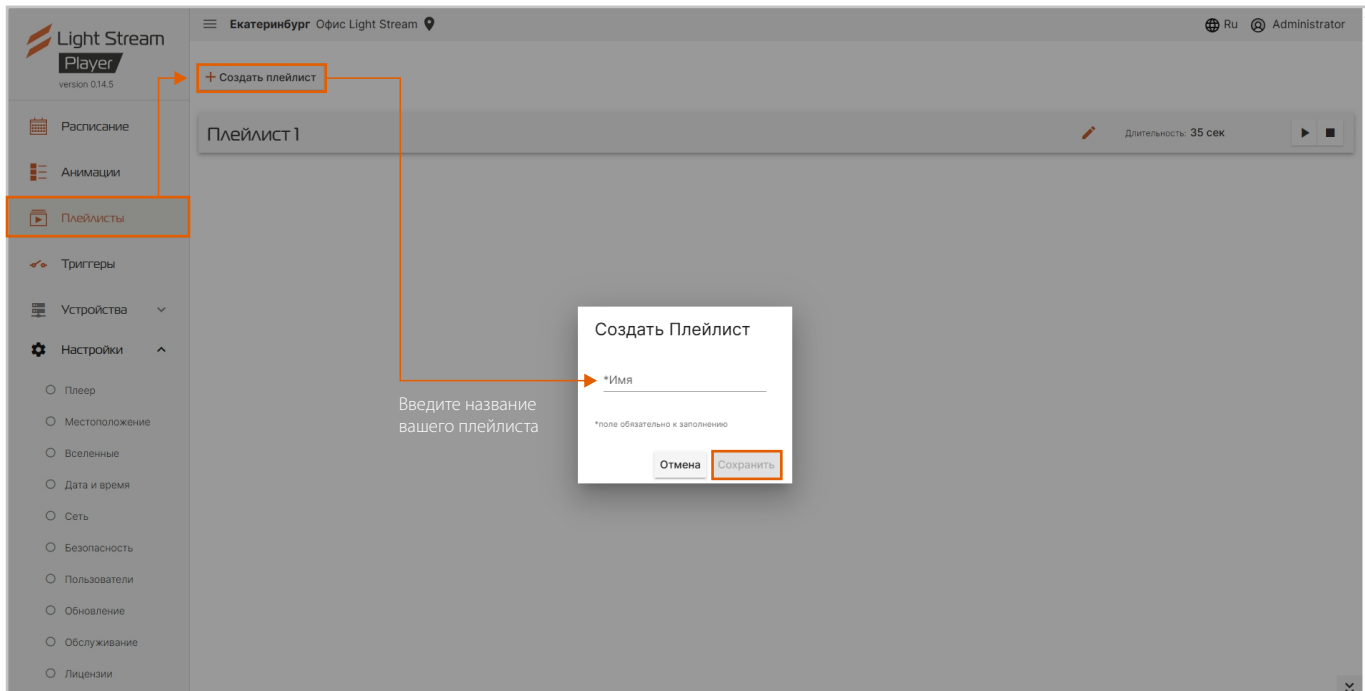 Light Stream
Player
version 0.14.5
Екатеринбург Офис Light Stream
Ru
Administrator
+ Создать плейлист
Расписание
Анимации
Плейлисты
Триггеры
Устройства
Настройки
Плеер
Местоположение
Вселенные
Дата и время
Сеть
Безопасность
Пользователи
Обновление
Обслуживание
Лицензии
Плейлист 1
Длительность: 35 сек
Введите название
вашего плейлиста
Создать Плейлист
*Имя
*поле обязательно к заполнению
Отмена
Сохранить